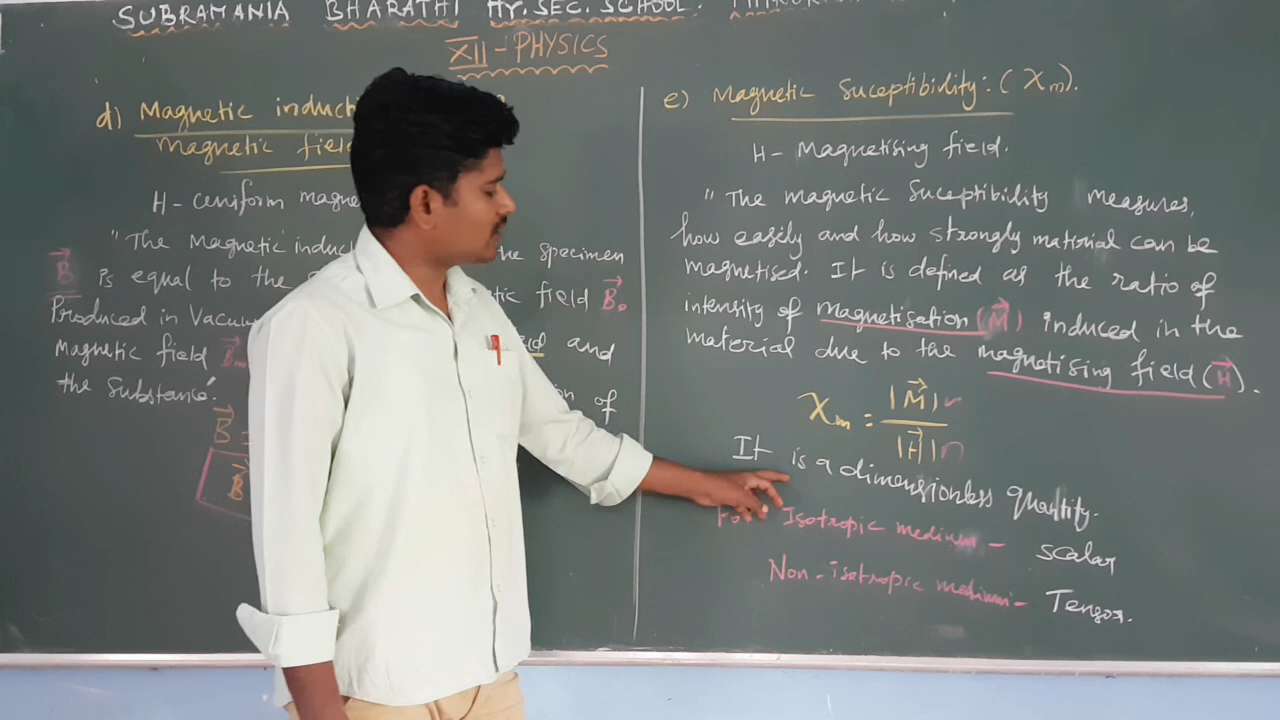 SUBRAMANIA BHARATHI HY.SEC.SCHOOL.
XII - PHYSICS
d) Magnetic induct
Magnetic fiel
H - uniform magne
"The Magnetic induc the specimen
B⃗ is equal to the tic field B⃗o
Produced in Vacuu and
Magnetic field B⃗m of
the substance."
B⃗ =
B⃗
e) Magnetic Suceptibility: (χm).
H - Magnetising field.
"The magnetic Suceptibility measures,
how easily and how strongly material can be
magnetised. It is defined as the ratio of
intensity of magnetisation (M⃗) induced in the
material due to the magnetising field (H⃗).
χm = |M⃗| / |H⃗|
It is a dimensionless quantity.
For Isotropic medium - scalar
Non-isotropic medium - Tensor.